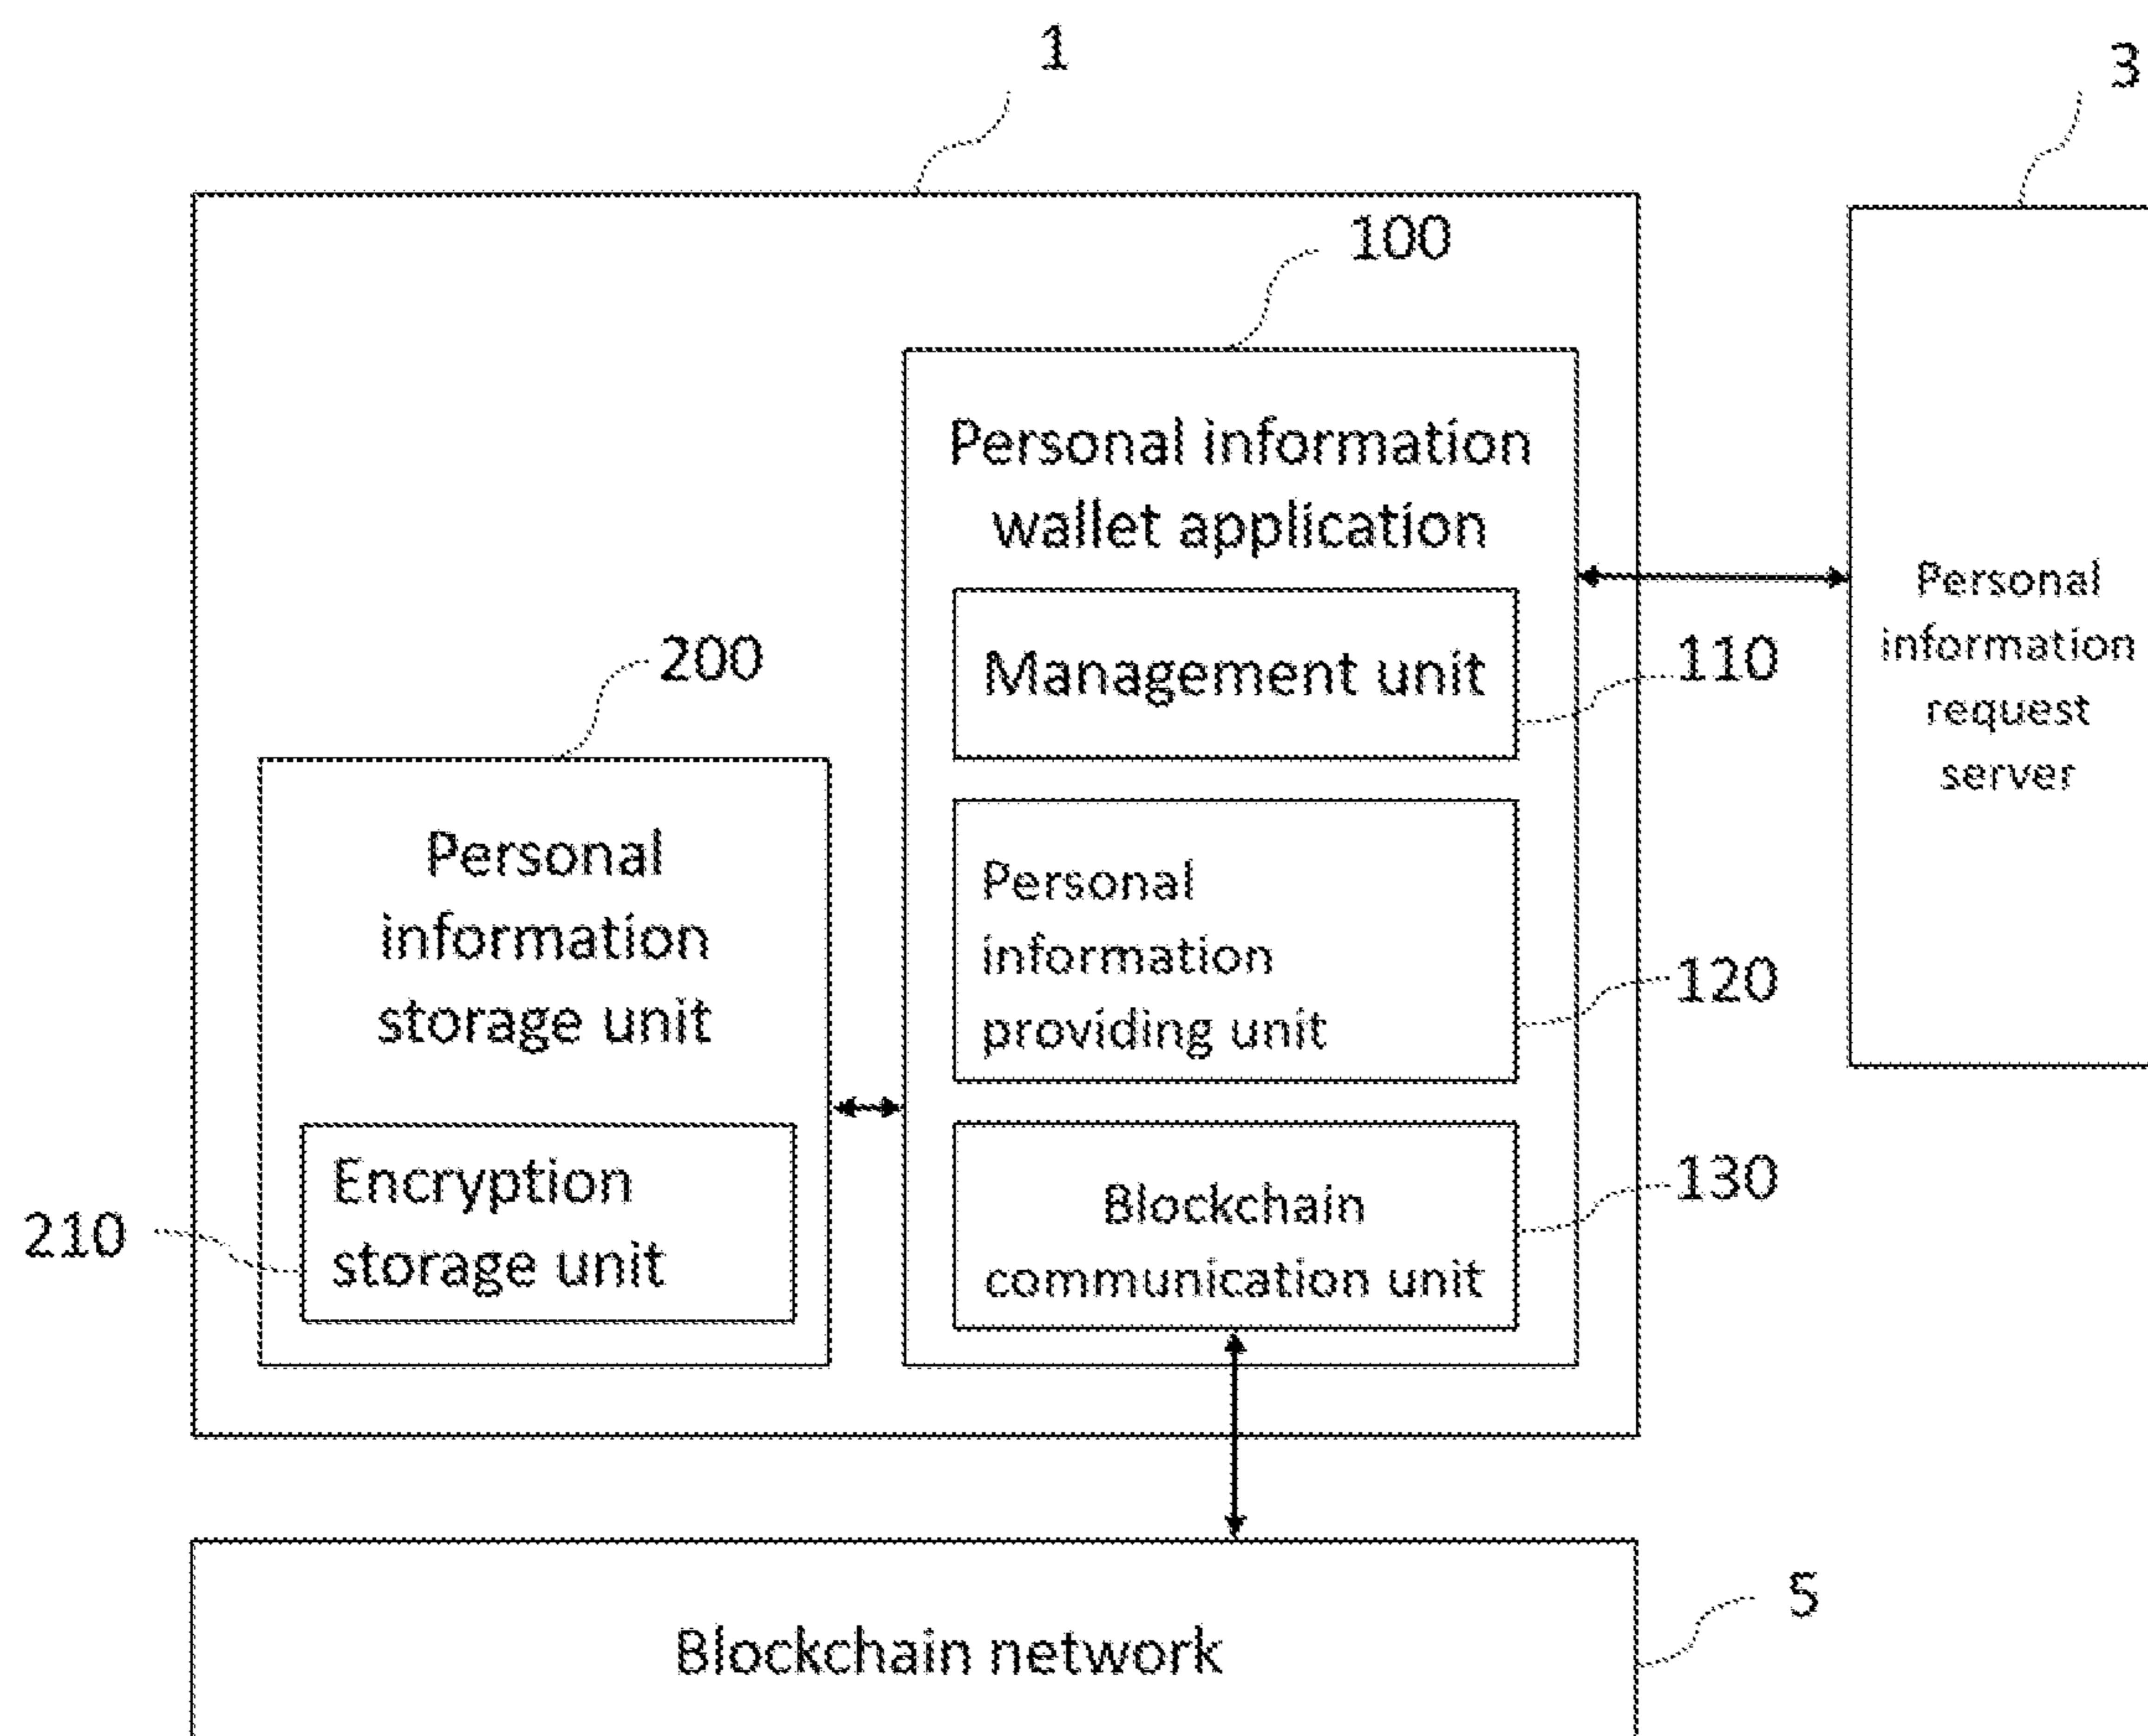 1
3
100
Personal information
wallet application
Management unit
110
Personal
information
request
server
200
Personal
information
storage unit
Personal
information
providing unit
120
Encryption
storage unit
210
Blockchain
communication unit
130
Blockchain network
5